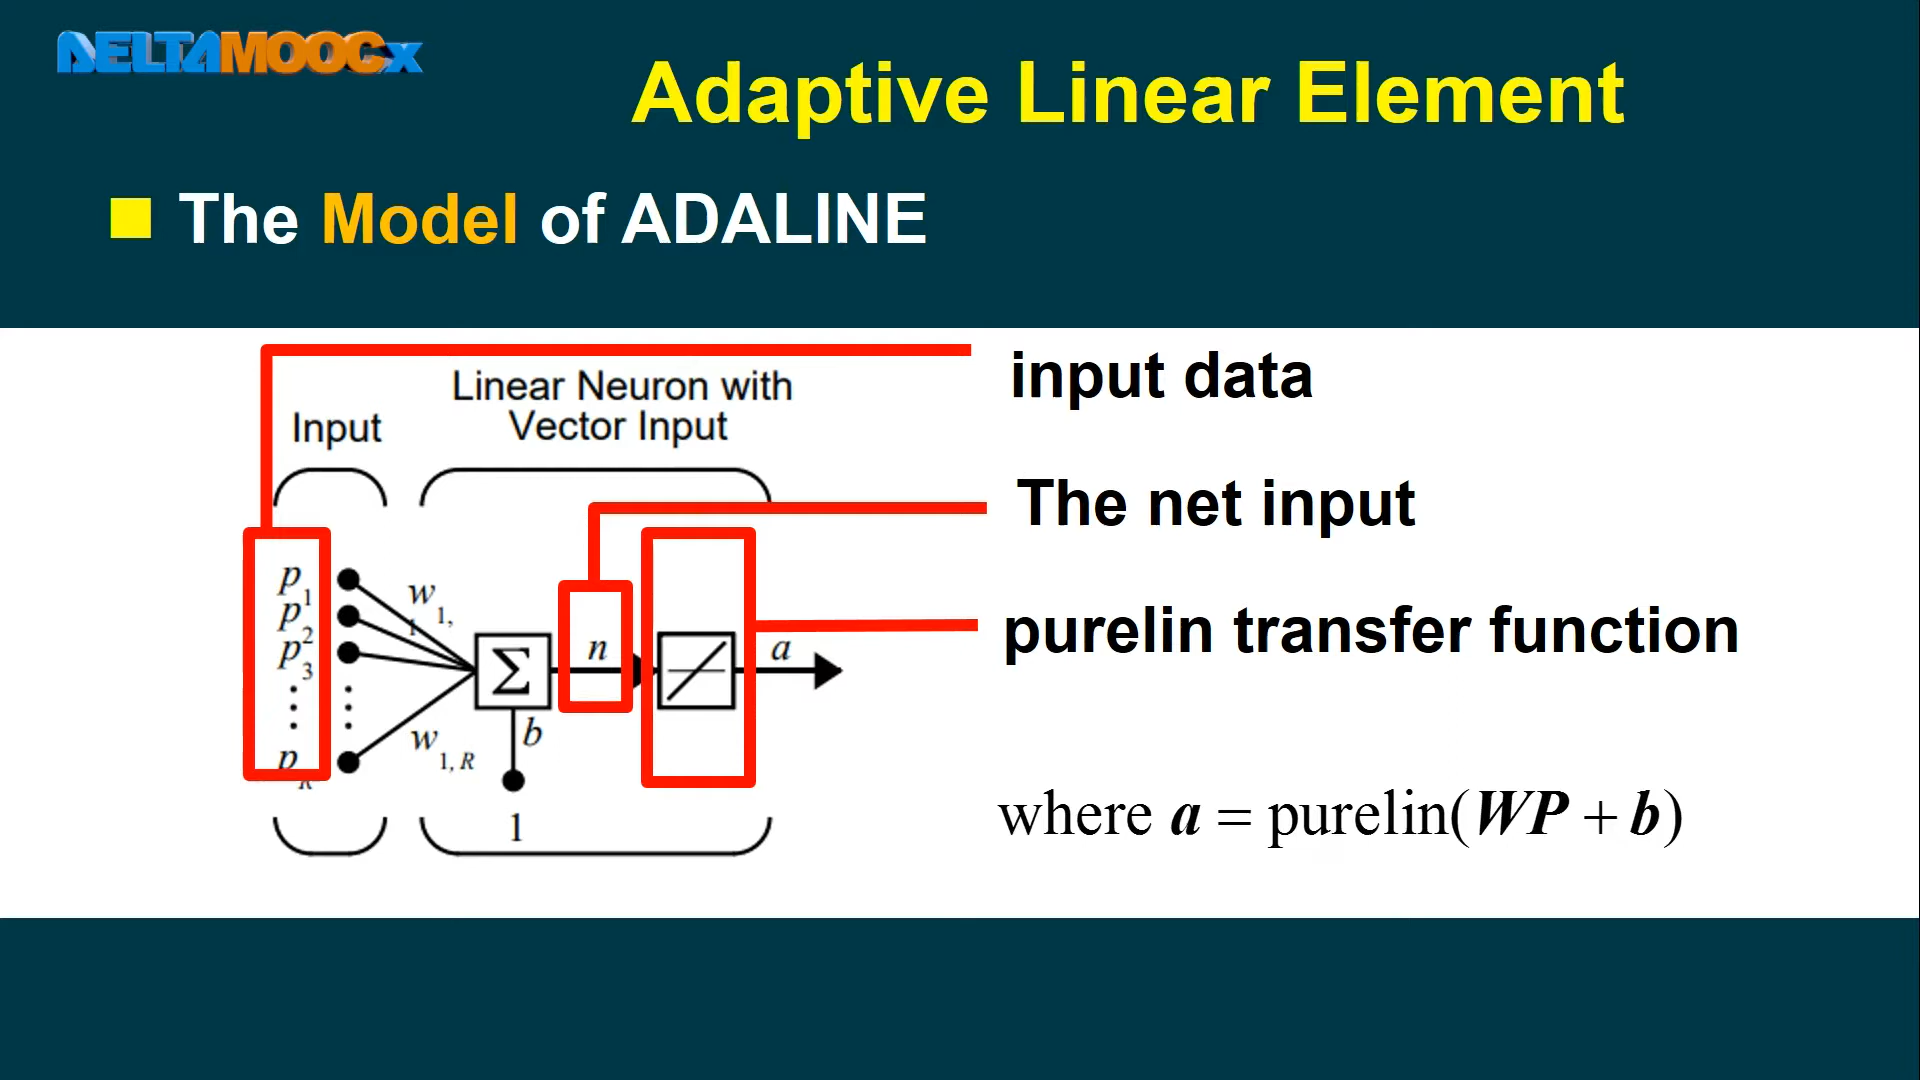 DELTAMOOCx
Adaptive Linear Element
The Model of ADALINE
input data
Linear Neuron with
Vector Input
Input
The net input
p1
p2
p3
pR
w1,1
w1, R
Σ
n
a
b
1
purelin transfer function
where a = purelin(WP + b)